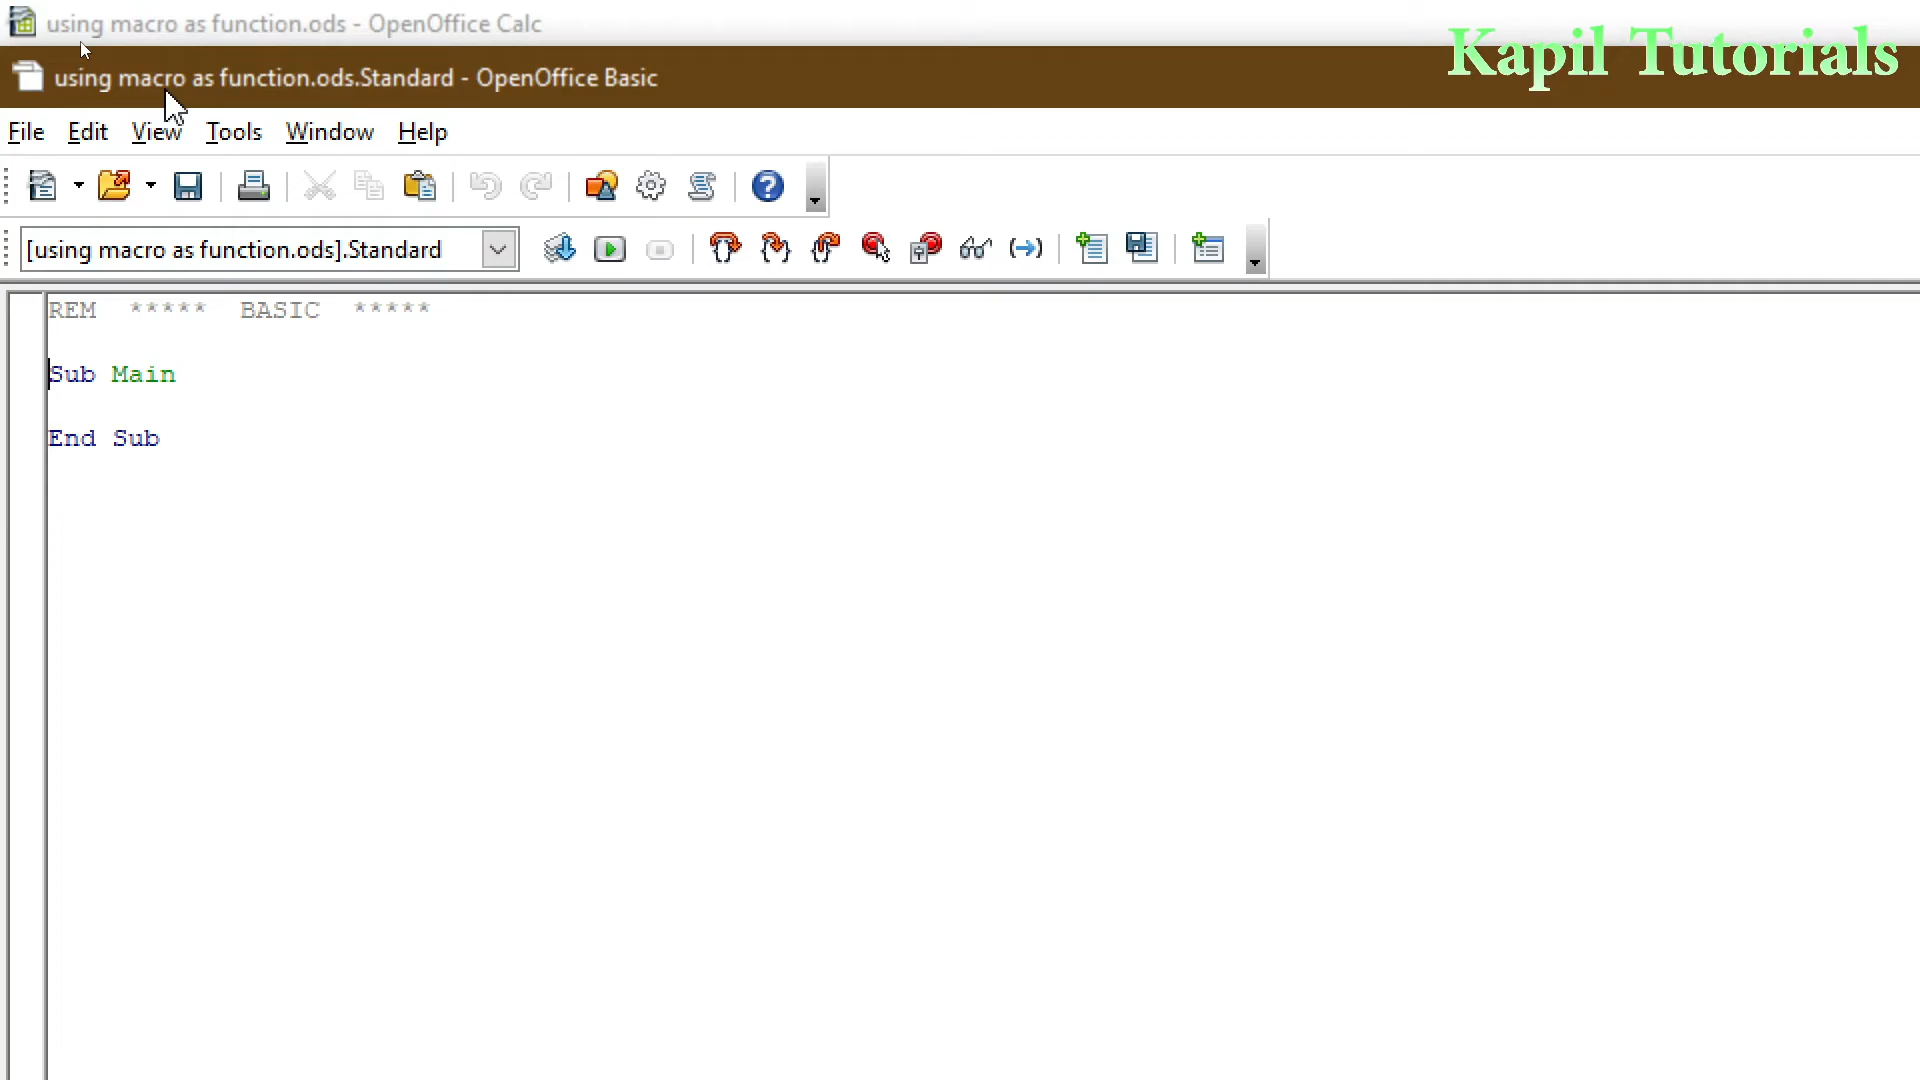 using macro as function.ods - OpenOffice Calc
Kapil Tutorials
using macro as function.ods.Standard - OpenOffice Basic
File Edit View Tools Window Help
[using macro as function.ods].Standard
REM ***** BASIC *****
Sub Main
End Sub